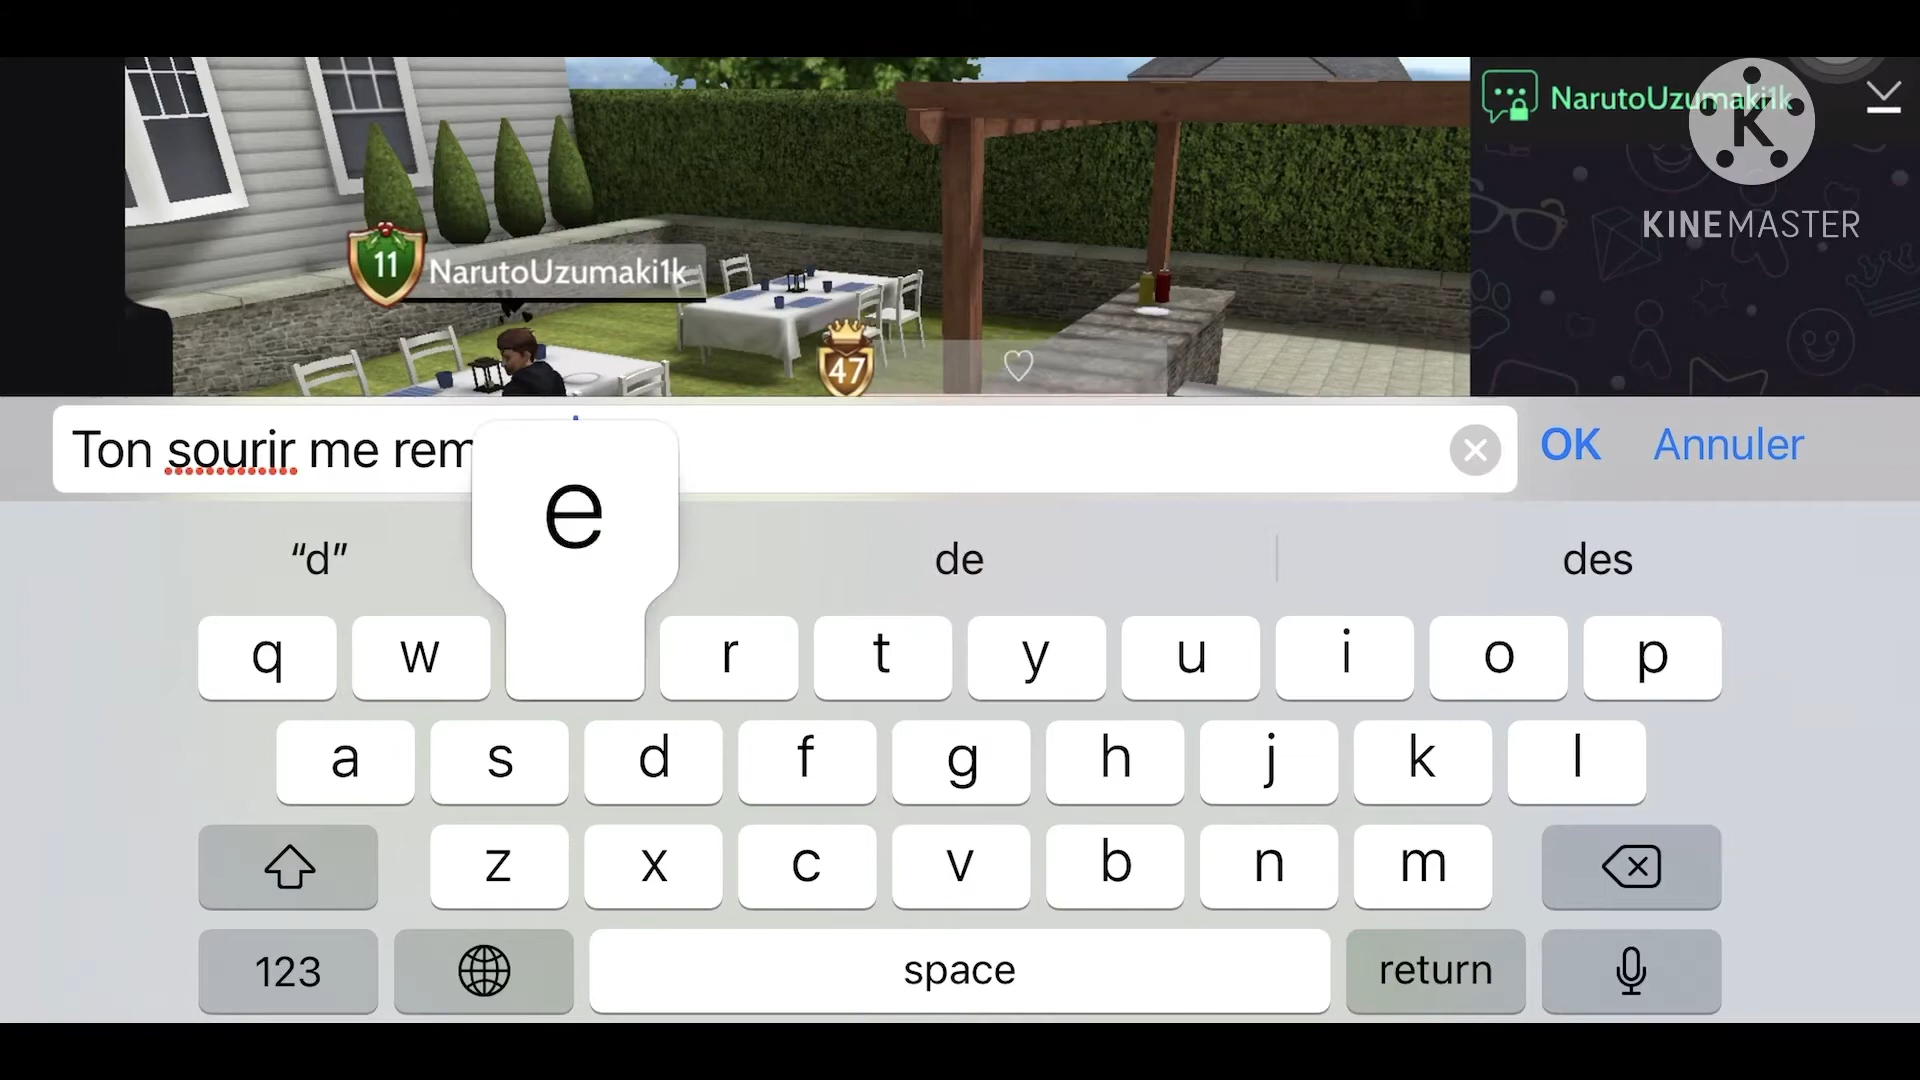 NarutoUzumaki1k
K
KINEMASTER
11
NarutoUzumaki1k
47
Ton sourir me rem
OK
Annuler
e
“d”
de
des
q w r t y u i o p
a s d f g h j k l
z x c v b n m
123
space
return